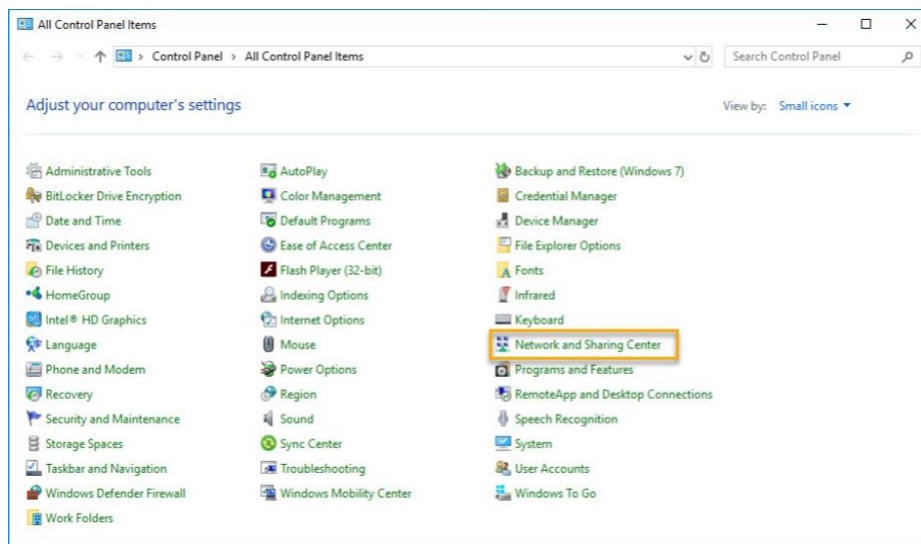 All Control Panel Items
Control Panel > All Control Panel Items
Search Control Panel
Adjust your computer's settings
View by: Small icons
Administrative Tools
AutoPlay
Backup and Restore (Windows 7)
BitLocker Drive Encryption
Color Management
Credential Manager
Date and Time
Default Programs
Device Manager
Devices and Printers
Ease of Access Center
File Explorer Options
File History
Flash Player (32-bit)
Fonts
HomeGroup
Indexing Options
Infrared
Intel® HD Graphics
Internet Options
Keyboard
Language
Mouse
Network and Sharing Center
Phone and Modem
Power Options
Programs and Features
Recovery
Region
RemoteApp and Desktop Connections
Security and Maintenance
Sound
Speech Recognition
Storage Spaces
Sync Center
System
Taskbar and Navigation
Troubleshooting
User Accounts
Windows Defender Firewall
Windows Mobility Center
Windows To Go
Work Folders